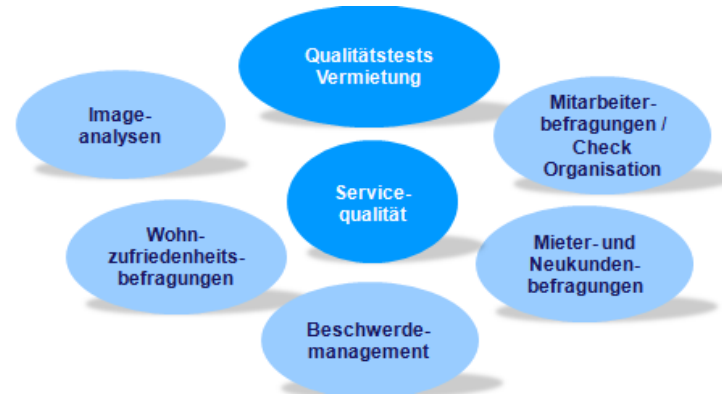 Qualitätstests
Vermietung
Image-
analysen
Mitarbeiter-
befragungen /
Check
Organisation
Service-
qualität
Wohn-
zufriedenheits-
befragungen
Mieter- und
Neukunden-
befragungen
Beschwerde-
management